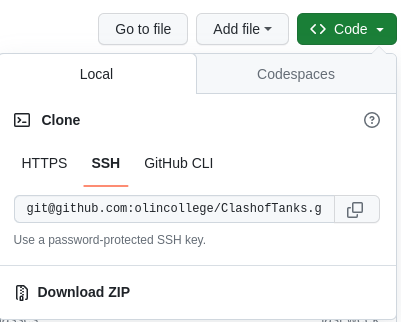 Go to file Add file Code
Local Codespaces
Clone
HTTPS SSH GitHub CLI
git@github.com:olincollege/ClashofTanks.g
Use a password-protected SSH key.
Download ZIP